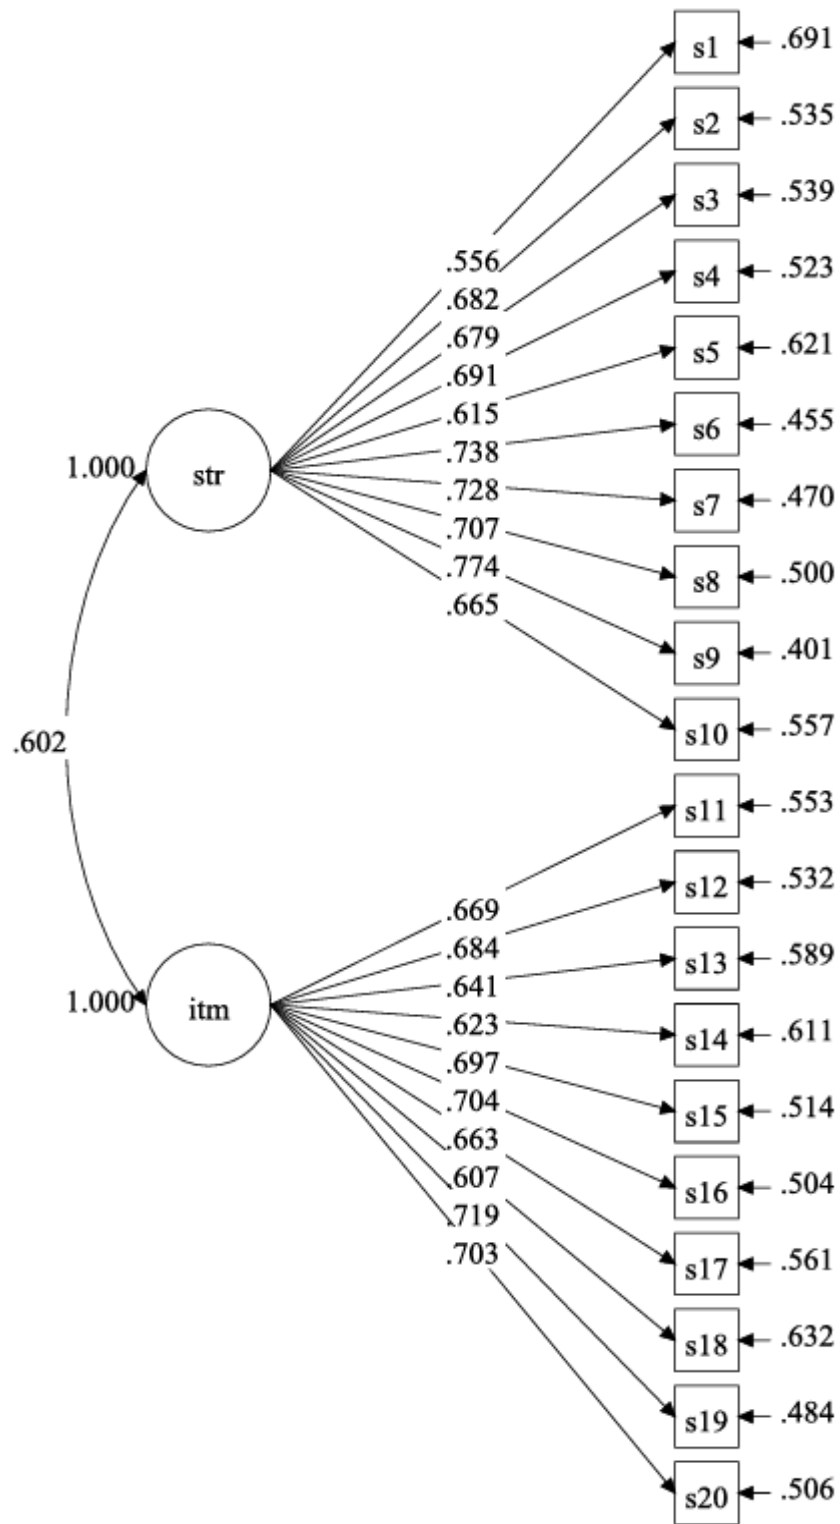 s1 .691
s2 .535
s3 .539
s4 .523
.556
.682
.679
.691
s5 .621
.615
s6 .455
.738
1.000 str
.728
s7 .470
.707
s8 .500
.774
.665
s9 .401
s10 .557
.602
s11 .553
s12 .532
.669
.684
s13 .589
.641
1.000 itm
.623
s14 .611
.697
.704
s15 .514
.663
.607
s16 .504
.719
.703
s17 .561
s18 .632
s19 .484
s20 .506